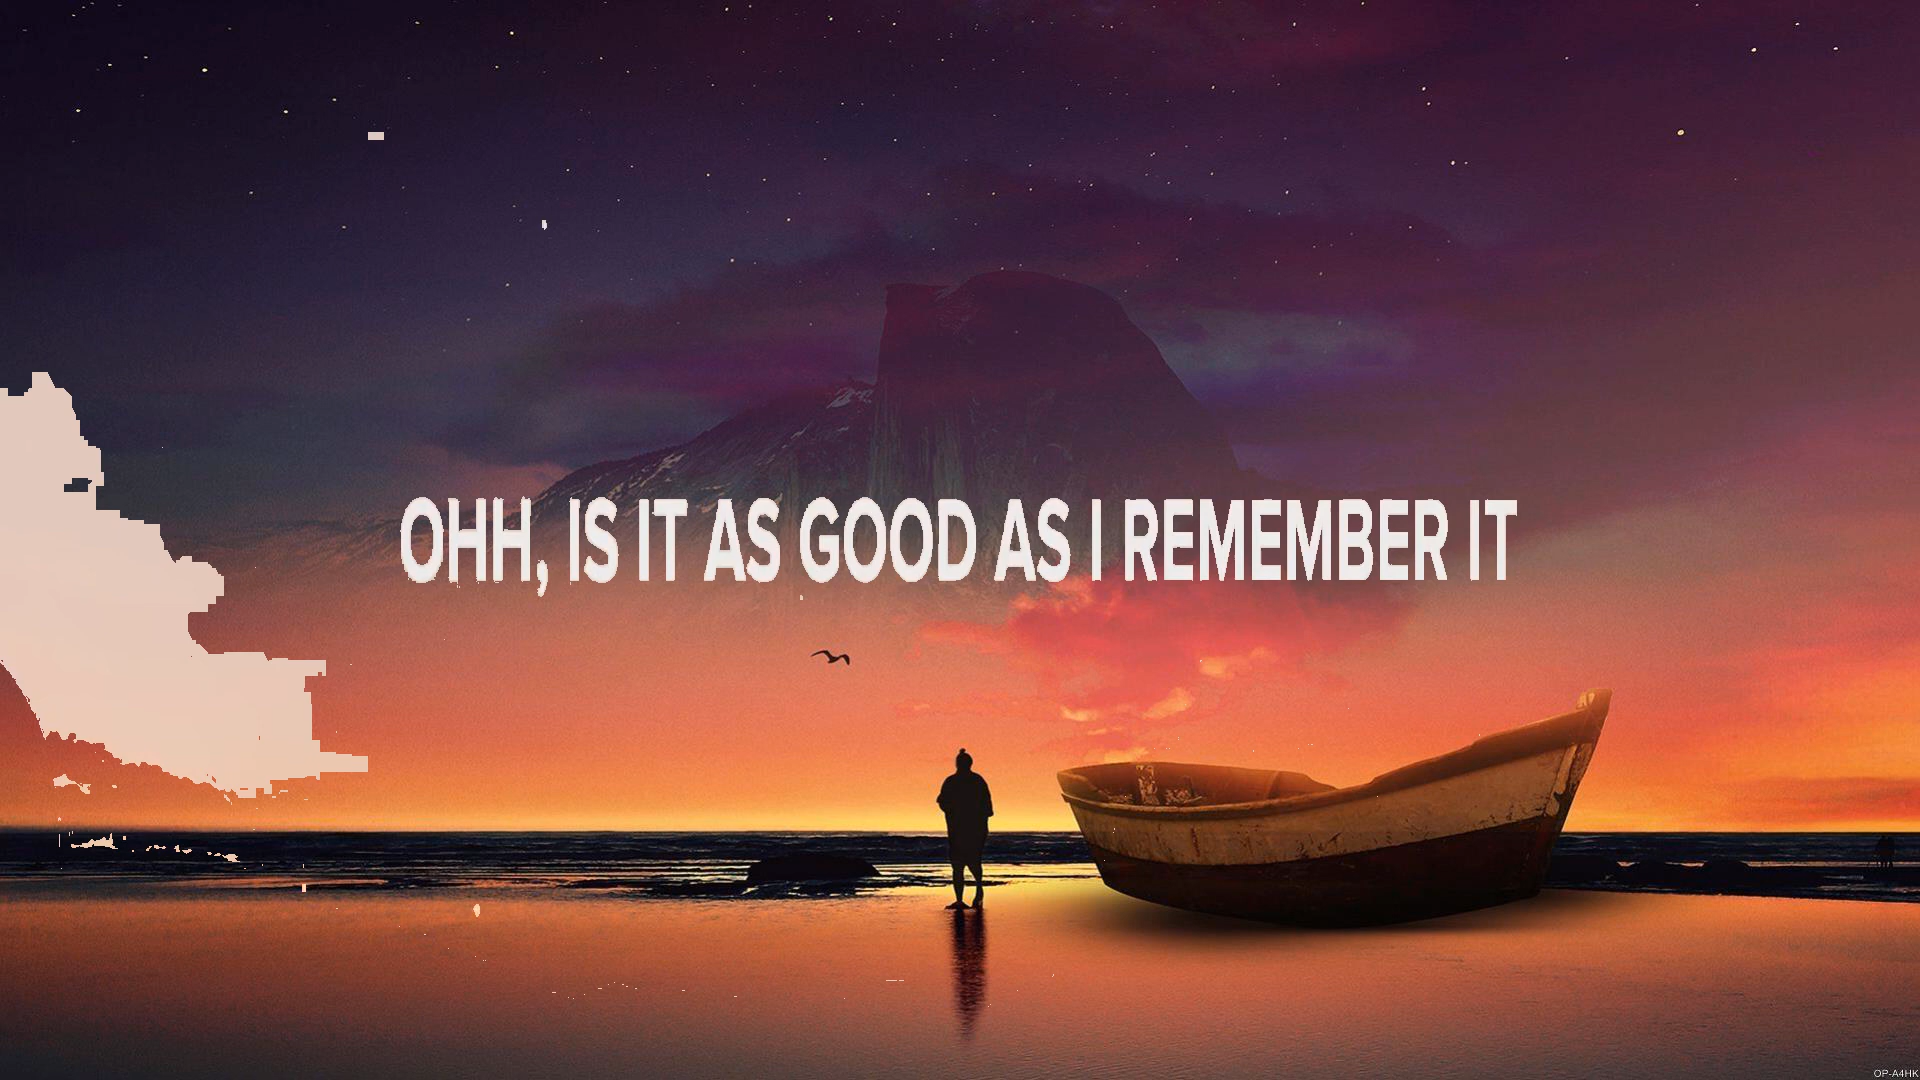 OHH, IS IT AS GOOD AS I REMEMBER IT
OP-A4HK